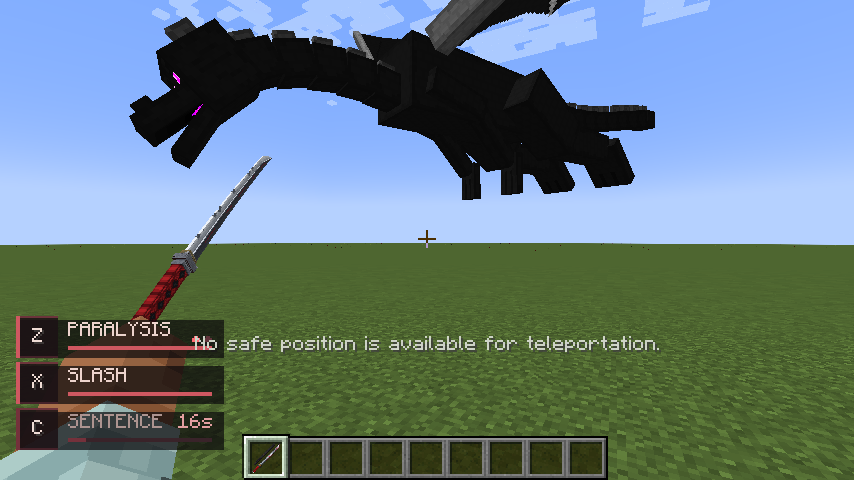 Z PARALYSIS
No safe position is available for teleportation.
X SLASH
C SENTENCE 16s